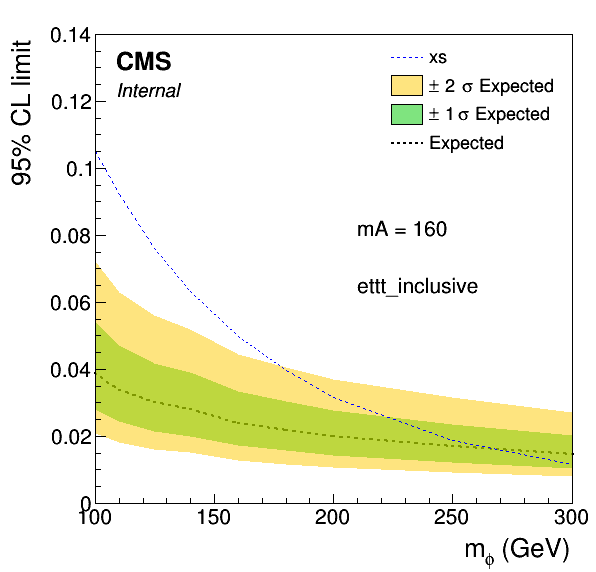 95% CL limit
0.14
0.12
0.1
0.08
0.06
0.04
0.02
0
CMS
Internal
xs
± 2 σ Expected
± 1 σ Expected
Expected
mA = 160
ettt_inclusive
100
150
200
250
300
mϕ (GeV)